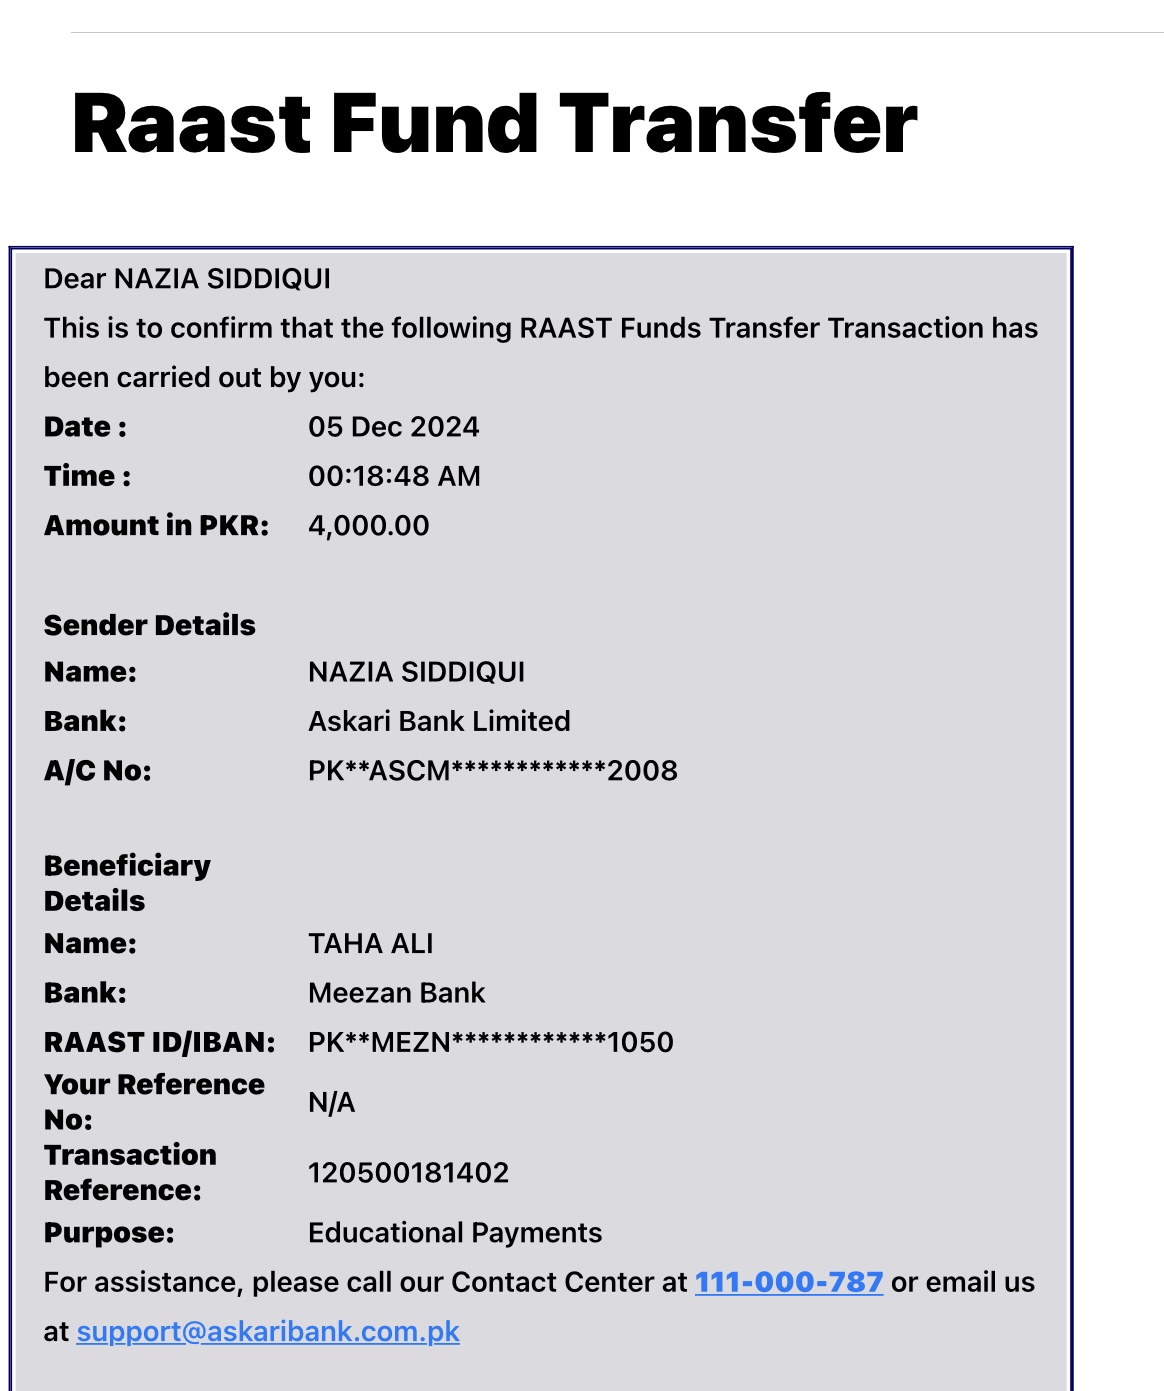 Raast Fund Transfer
Dear NAZIA SIDDIQUI
This is to confirm that the following RAAST Funds Transfer Transaction has
been carried out by you:
Date : 05 Dec 2024
Time : 00:18:48 AM
Amount in PKR: 4,000.00
Sender Details
Name: NAZIA SIDDIQUI
Bank: Askari Bank Limited
A/C No: PK**ASCM************2008
Beneficiary
Details
Name: TAHA ALI
Bank: Meezan Bank
RAAST ID/IBAN: PK**MEZN************1050
Your Reference
No: N/A
Transaction
Reference: 120500181402
Purpose: Educational Payments
For assistance, please call our Contact Center at 111-000-787 or email us
at support@askaribank.com.pk